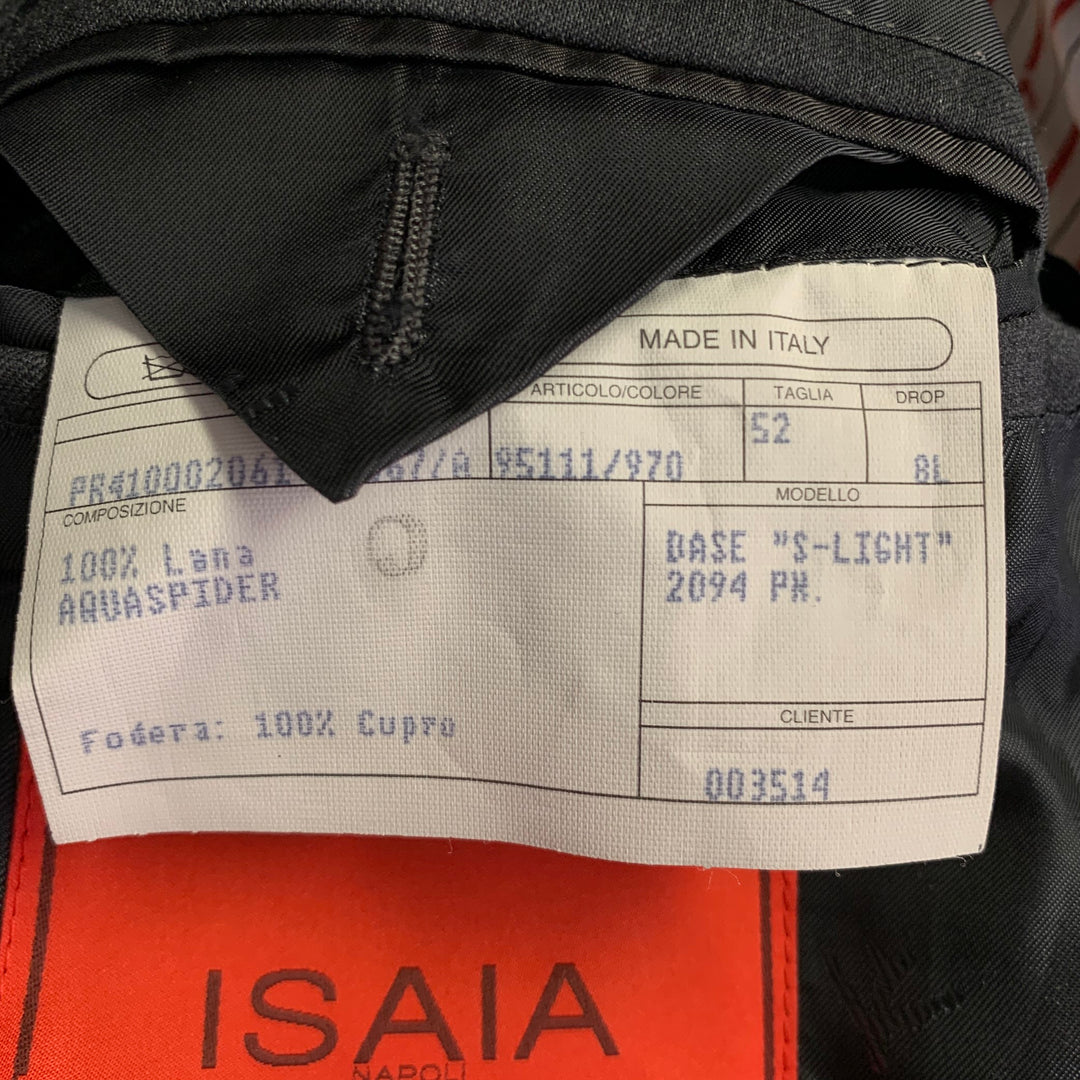 MADE IN ITALY
ARTICOLO/COLORE TAGLIA DROP
52
95111/970 8L
COMPOSIZIONE MODELLO
100% Lana DASE "S-LIGHT"
AQUASPIDER 2094 PR.
CLIENTE
Fodera: 100% Cupro
003514
ISAIA
NAPOLI